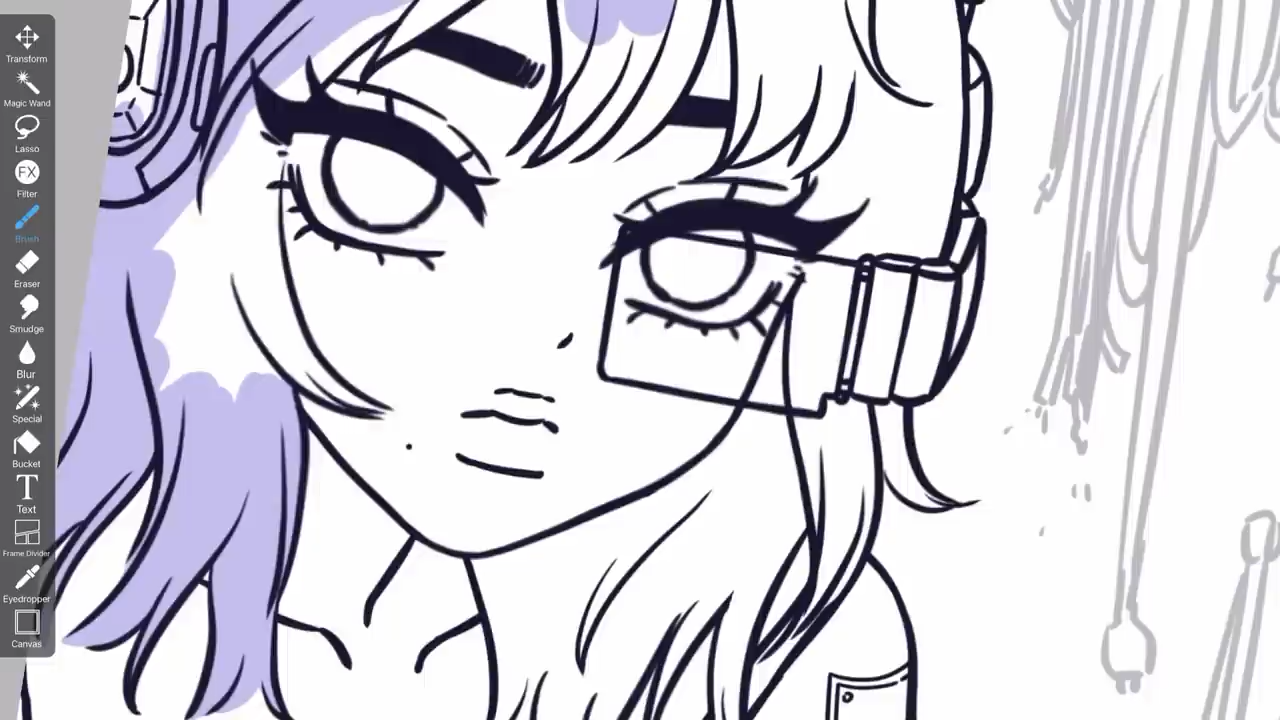 Transform
Magic Wand
Lasso
FX
Filter
Brush
Eraser
Smudge
Blur
Special
Bucket
T
Text
Frame Divider
Eyedropper
Canvas